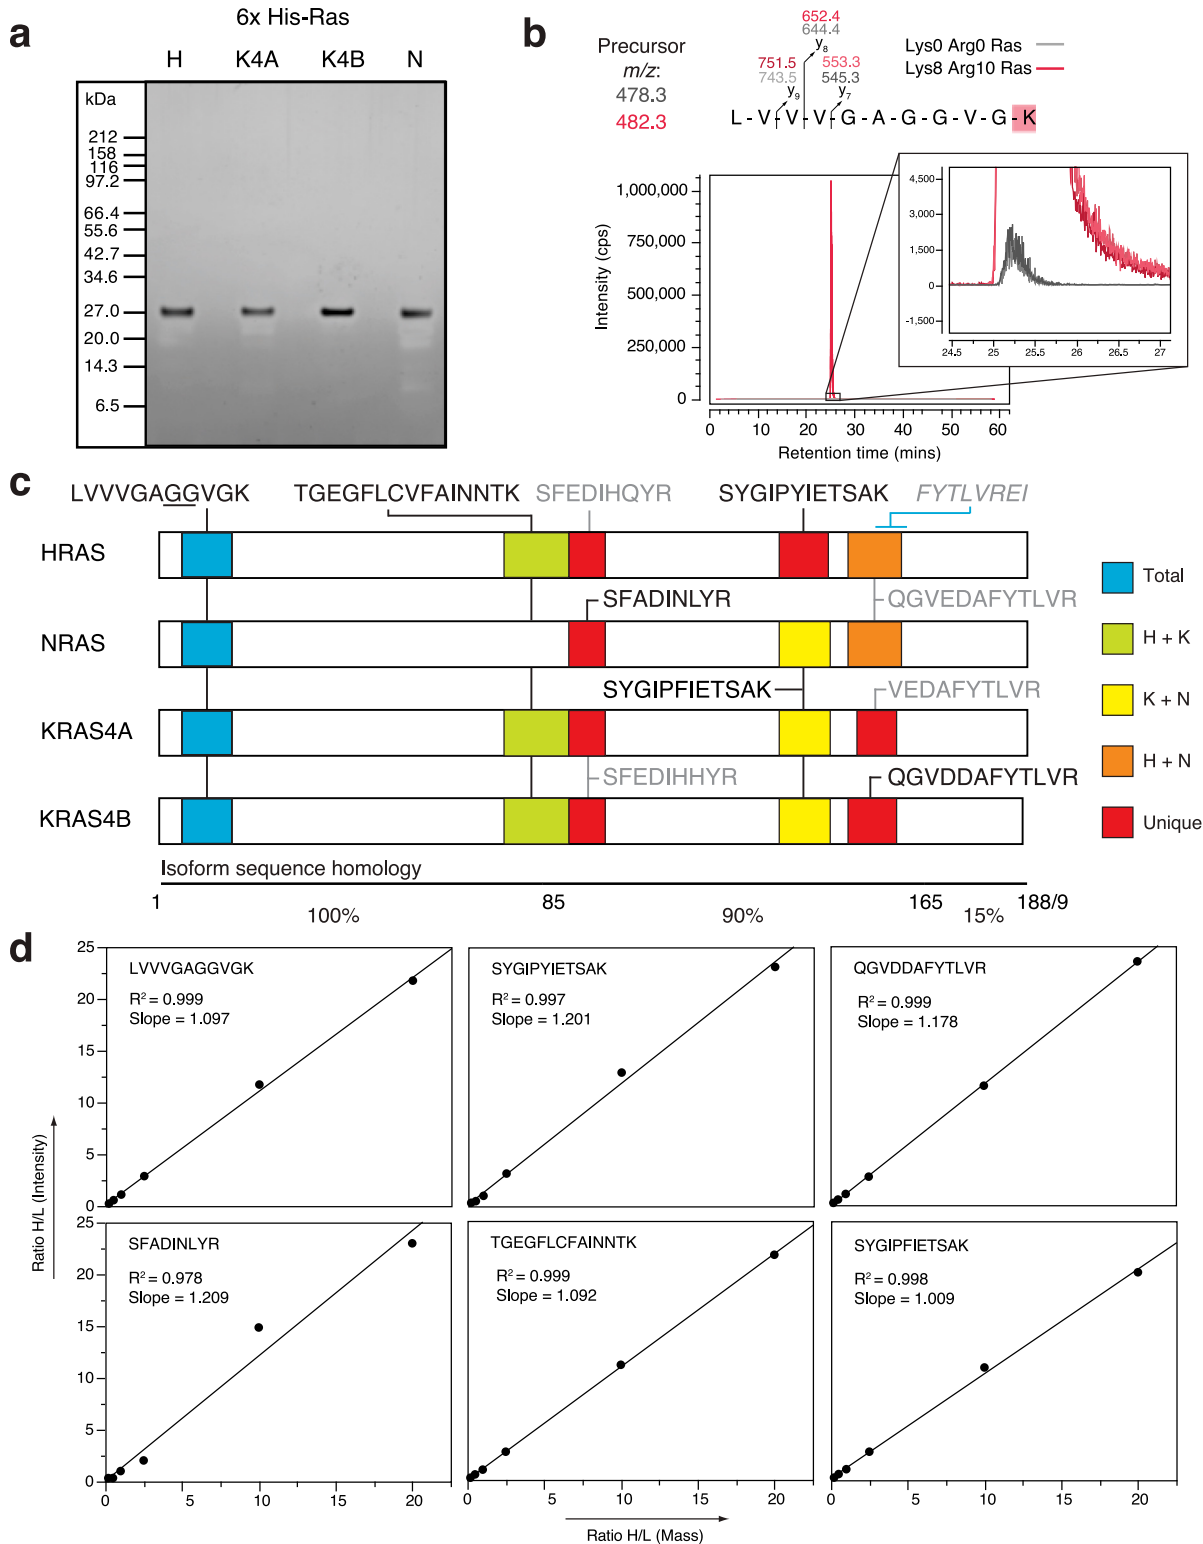 a
6x His-Ras
H K4A K4B N
kDa
212
158
116
97.2
66.4
55.6
42.7
34.6
27.0
20.0
14.3
6.5
b
Precursor
m/z:
478.3
482.3
652.4
644.4
y8
751.5 553.3
743.5 545.3
y9 y7
L - V - V - V - G - A - G - G - V - G - K
Lys0 Arg0 Ras
Lys8 Arg10 Ras
Intensity (cps)
1,000,000
750,000
500,000
250,000
0
0 10 20 30 40 50 60
Retention time (mins)
4,500
3,000
1,500
0
-1,500
24.5 25 25.5 26 26.5 27
c
LVVVGAGGVGK TGEGFLCVFAINNTK SFEDIHQYR SYGIPYIETSAK FYTLVREI
HRAS
SFADINLYR QGVEDAFYTLVR
NRAS
SYGIPFIETSAK VEDAFYTLVR
KRAS4A
SFEDIHHYR QGVDDAFYTLVR
KRAS4B
Total
H + K
K + N
H + N
Unique
Isoform sequence homology
1 85 165 188/9
100% 90% 15%
d
Ratio H/L (Intensity)
25
20
15
10
5
0
LVVVGAGGVGK
R2 = 0.999
Slope = 1.097
SYGIPYIETSAK
R2 = 0.997
Slope = 1.201
QGVDDAFYTLVR
R2 = 0.999
Slope = 1.178
25
20
15
10
5
0
SFADINLYR
R2 = 0.978
Slope = 1.209
TGEGFLCFAINNTK
R2 = 0.999
Slope = 1.092
SYGIPFIETSAK
R2 = 0.998
Slope = 1.009
0 5 10 15 20
0 5 10 15 20
0 5 10 15 20
Ratio H/L (Mass)